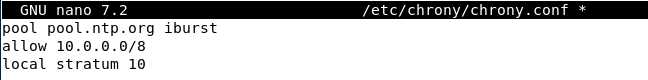 GNU nano 7.2 /etc/chrony/chrony.conf *
pool pool.ntp.org iburst
allow 10.0.0.0/8
local stratum 10